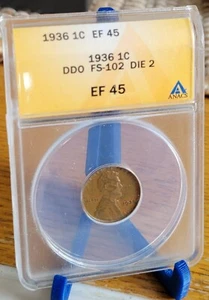 1936 1C EF 45
1936 1C
DDO FS-102 DIE 2
EF 45
ANACS